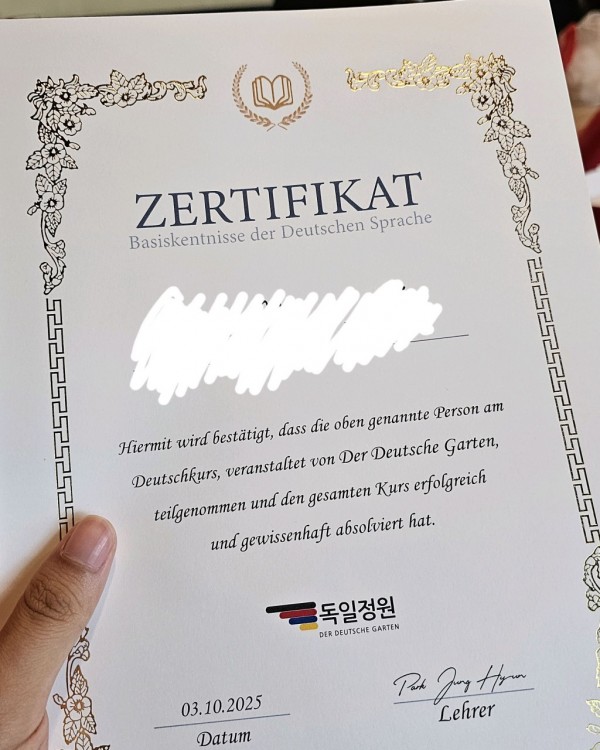 ZERTIFIKAT
Basiskentnisse der Deutschen Sprache
Hiermit wird bestätigt, dass die oben genannte Person am
Deutschkurs, veranstaltet von Der Deutsche Garten,
teilgenommen und den gesamten Kurs erfolgreich
und gewissenhaft absolviert hat.
독일정원
DER DEUTSCHE GARTEN
03.10.2025
Datum
Park Jung Hyun
Lehrer